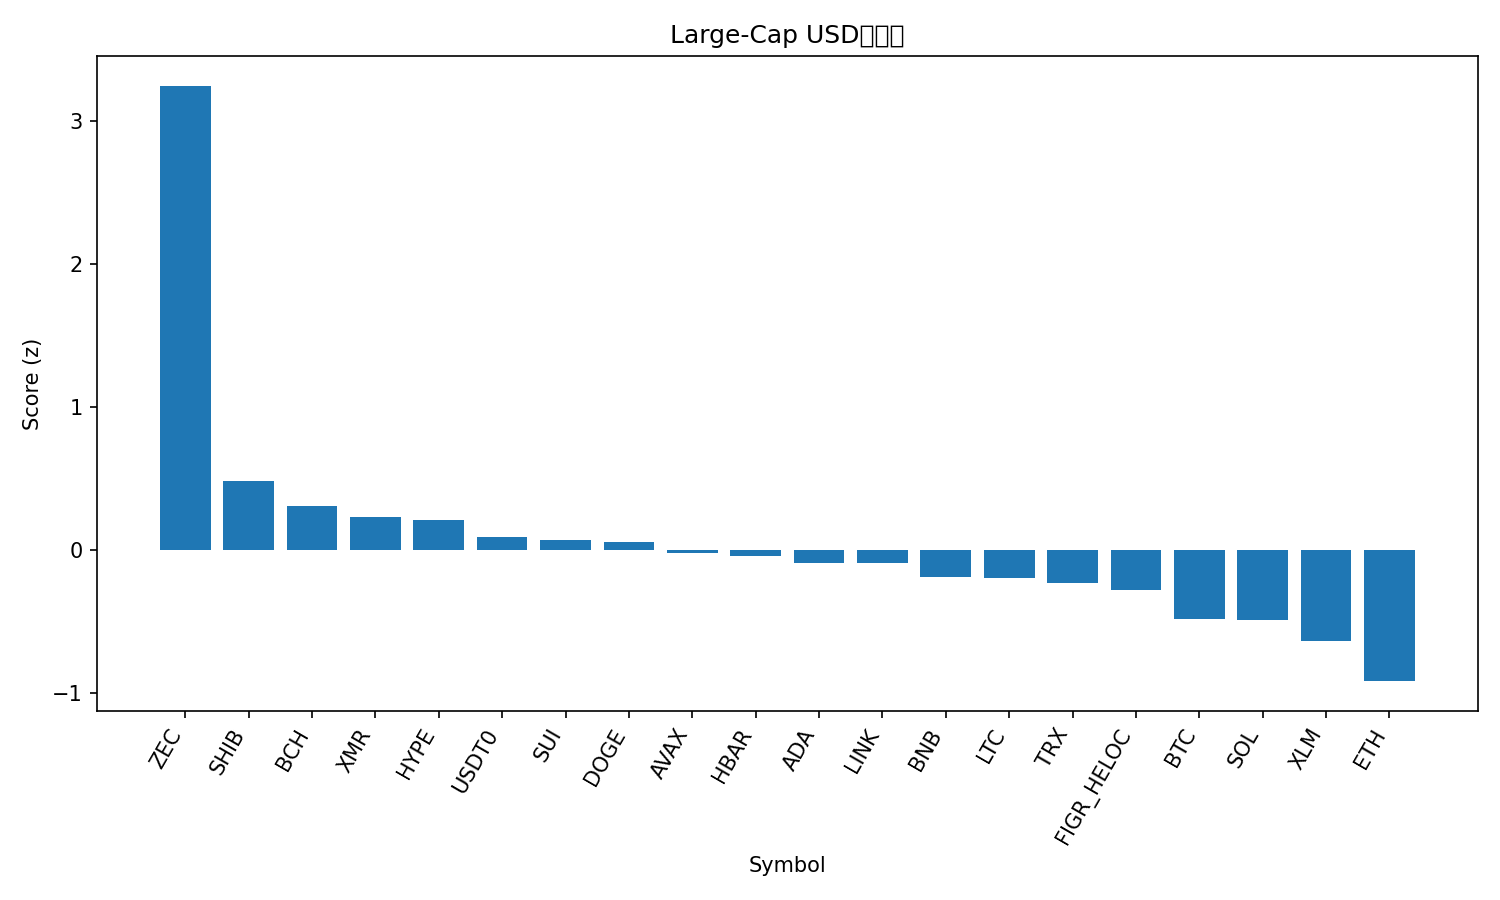 Large-Cap USD
3
2
1
0
−1
Score (z)
ZEC
SHIB
BCH
XMR
HYPE
USDT0
SUI
DOGE
AVAX
HBAR
ADA
LINK
BNB
LTC
TRX
FIGR_HELOC
BTC
SOL
XLM
ETH
Symbol